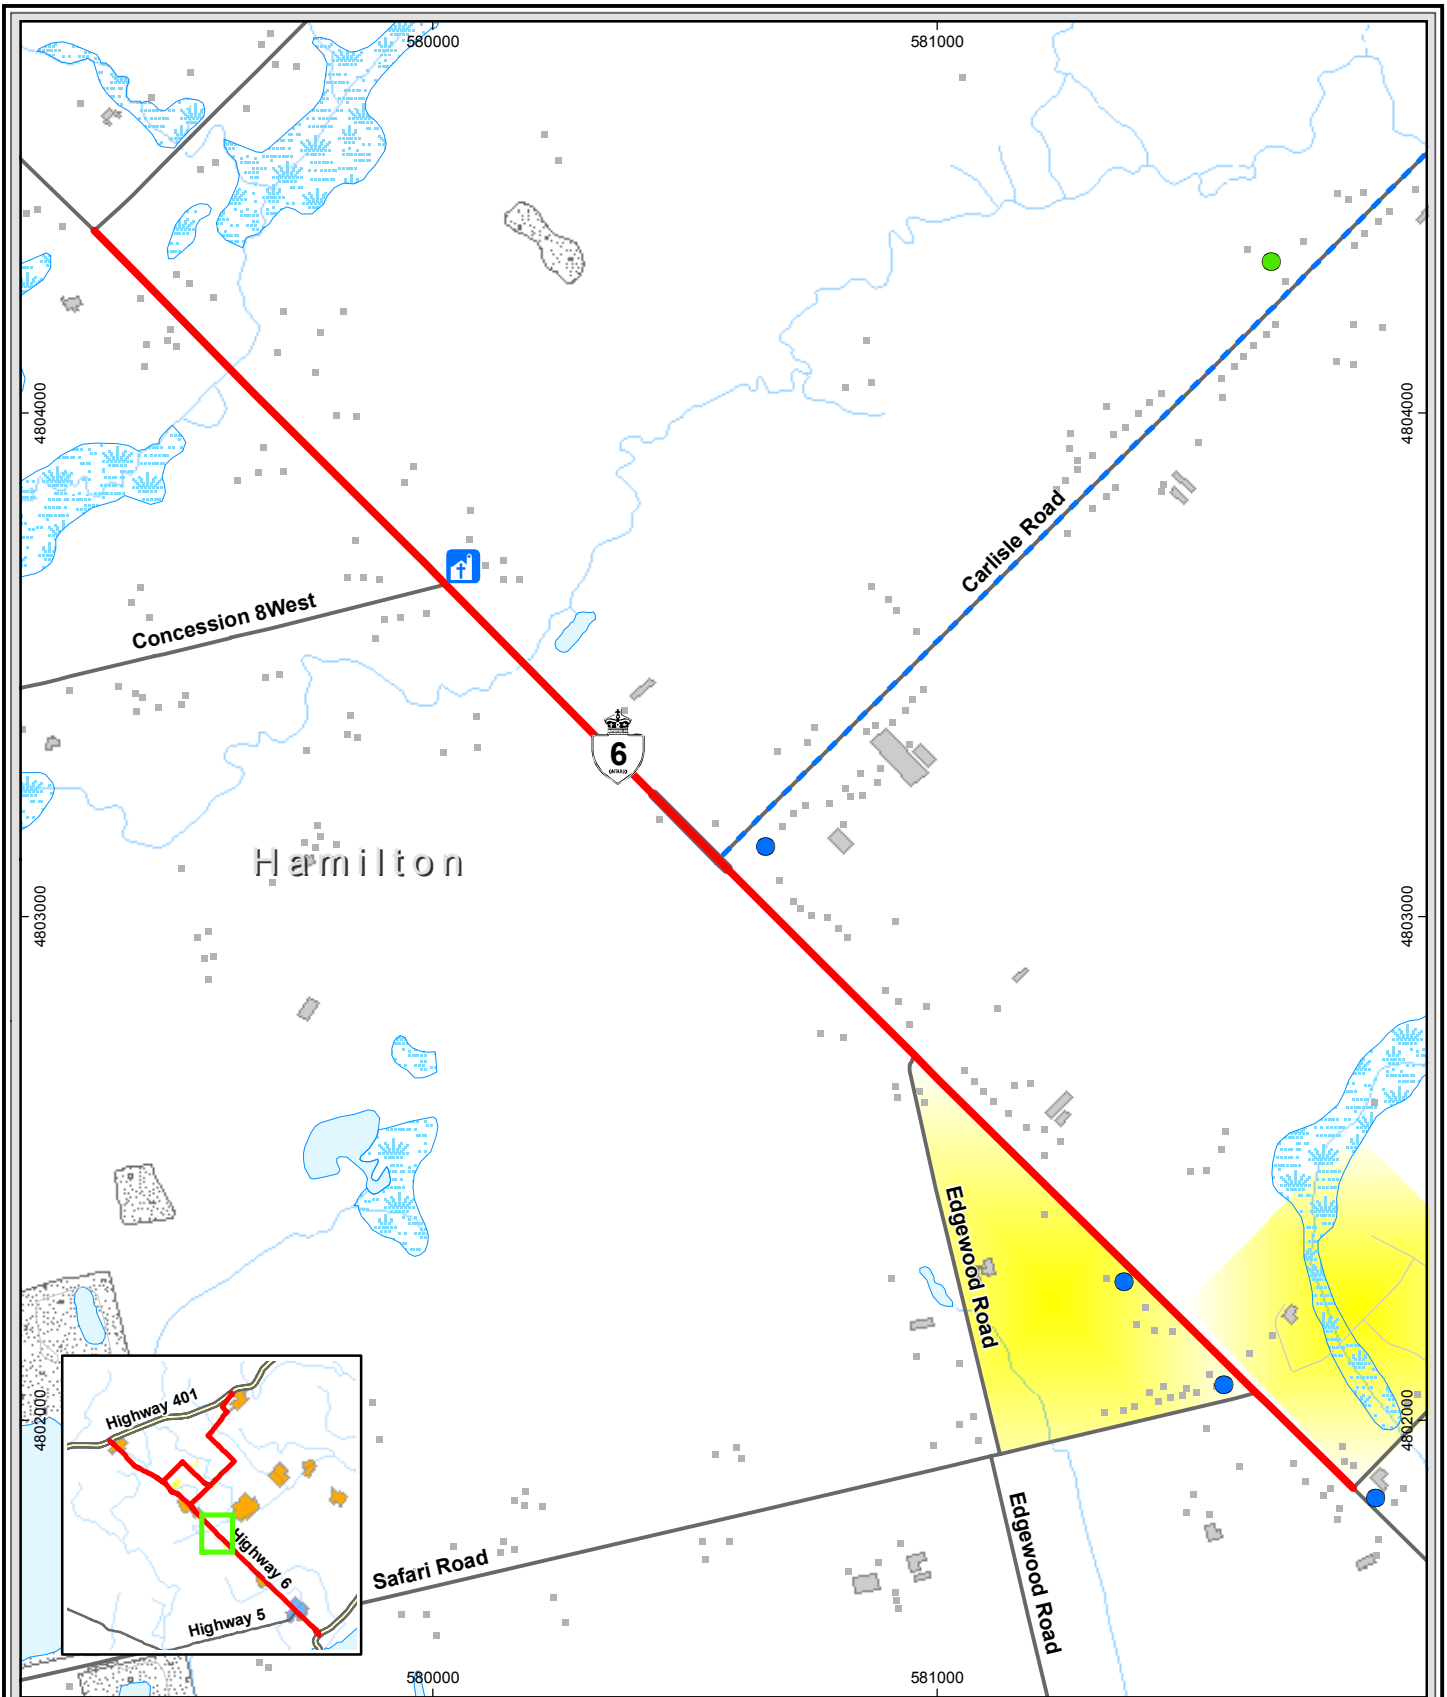 580000
581000
4804000
4804000
Carlisle Road
Concession 8West
6
ONTARIO
Hamilton
4803000
4803000
Edgewood Road
4802000
4802000
Highway 401
Highway 6
Highway 5
Safari Road
Edgewood Road
580000
581000